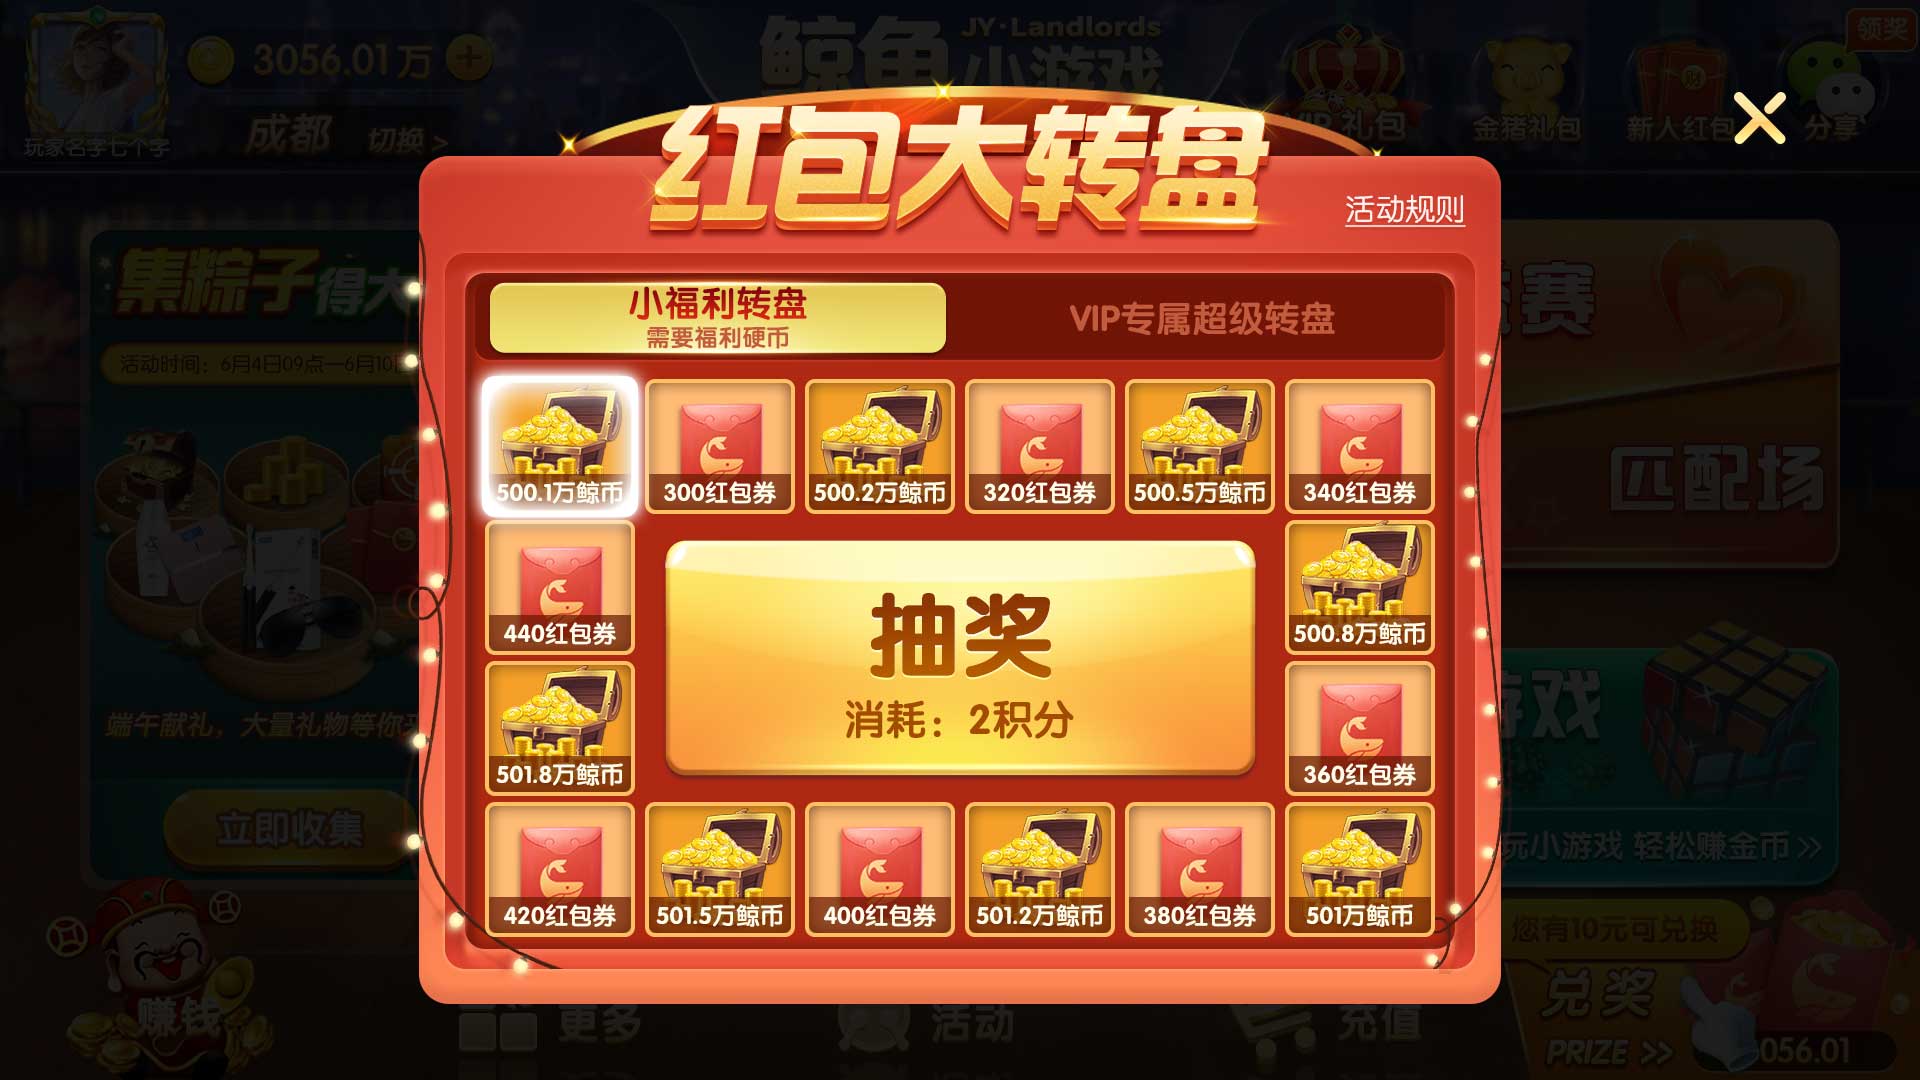 3056.01万
鲸鱼
JY·Landlords
小游戏
领奖
玩家名字七个字
成都
切换>
VIP礼包
金猪礼包
新人红包
分享
红包大转盘
活动规则
小福利转盘
需要福利硬币
VIP专属超级转盘
集粽子得大
活动时间：6月4日09点—6月10日
500.1万鲸币
300红包券
500.2万鲸币
320红包券
500.5万鲸币
340红包券
440红包券
500.8万鲸币
抽奖
消耗：2积分
501.8万鲸币
360红包券
420红包券
501.5万鲸币
400红包券
501.2万鲸币
380红包券
501万鲸币
赛
匹配场
端午献礼，大量礼物等你来
立即收集
游戏
玩小游戏 轻松赚金币>>
您有10元可兑换
兑奖
PRIZE >>
056.01
赚钱
更多
活动
充值